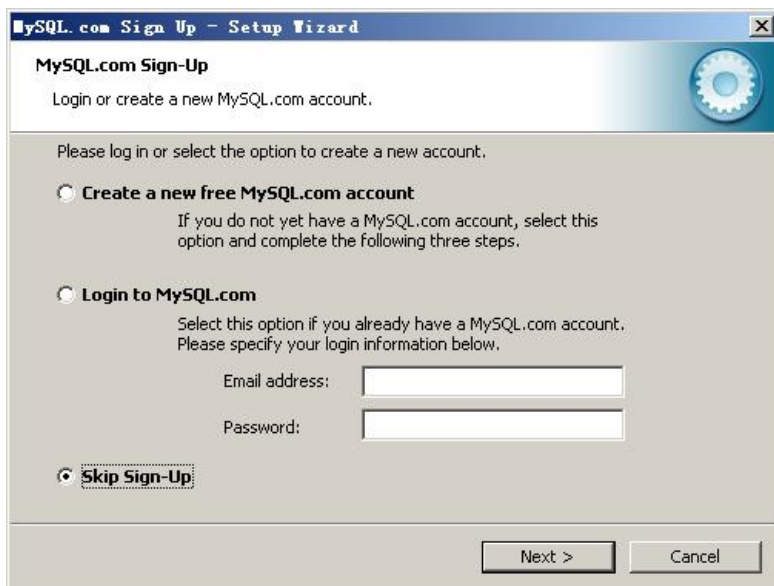 MySQL.com Sign Up - Setup Wizard
MySQL.com Sign-Up
Login or create a new MySQL.com account.
Please log in or select the option to create a new account.
Create a new free MySQL.com account
If you do not yet have a MySQL.com account, select this
option and complete the following three steps.
Login to MySQL.com
Select this option if you already have a MySQL.com account.
Please specify your login information below.
Email address:
Password:
Skip Sign-Up
Next >
Cancel